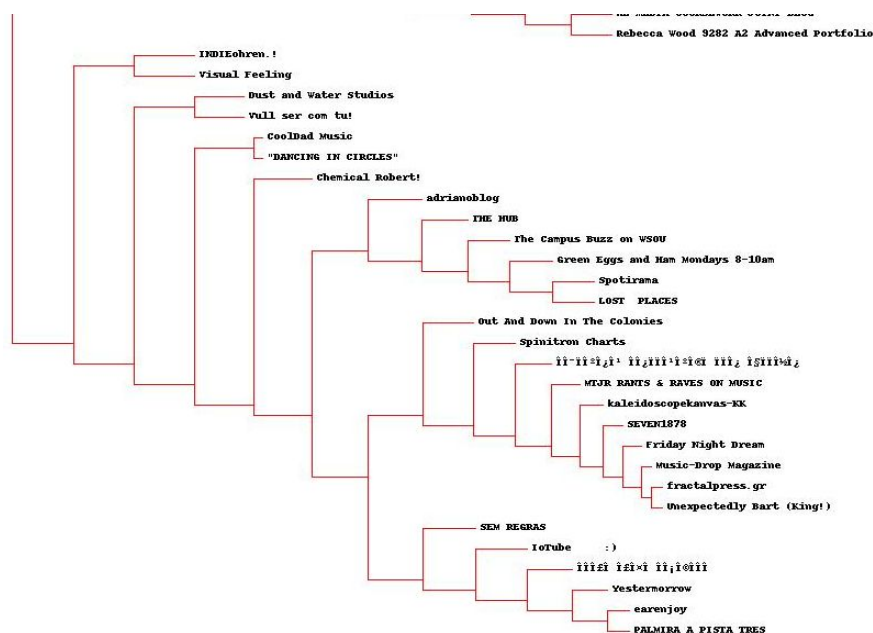 Rebecca Wood 9282 A2 Advanced Portfolio
INDIEohren.!
Visual Feeling
Dust and Water Studios
Vull ser com tu!
CoolDad Music
"DANCING IN CIRCLES"
Chemical Robert!
adrianoblog
THE HUB
The Campus Buzz on WSOU
Green Eggs and Ham Mondays 8-10am
Spotirama
LOST PLACES
Out And Down In The Colonies
Spinitron Charts
MTJR RANTS & RAVES ON MUSIC
kaleidoscopekanvas-KK
SEVEN1878
Friday Night Dream
Music-Drop Magazine
fractalpress.gr
Unexpectedly Bart (King!)
SEM REGRAS
IoTube :)
Yestermorrow
earenjoy
PALMIRA A PISTA TRES